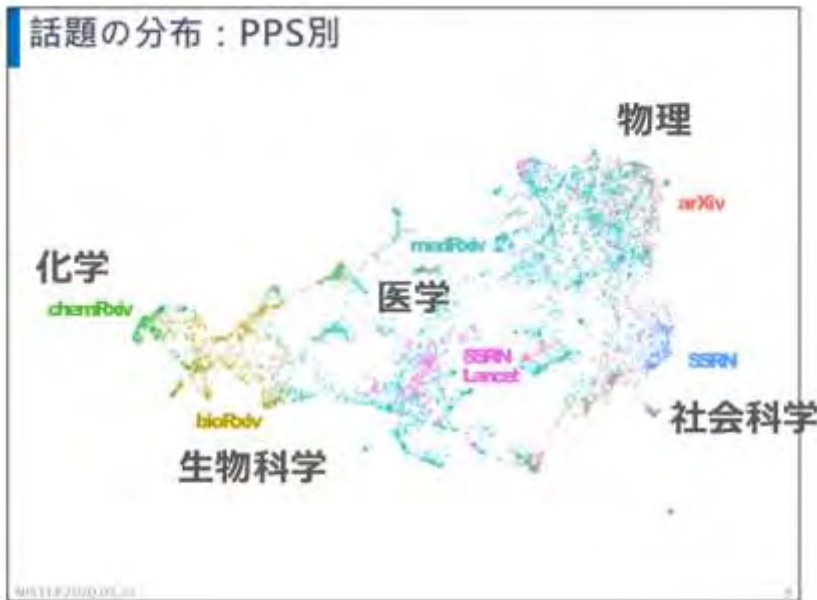 話題の分布：PPS別
物理
arXiv
medRxiv
化学
医学
chemRxiv
SSRN
Lancet
SSRN
社会科学
bioRxiv
生物科学